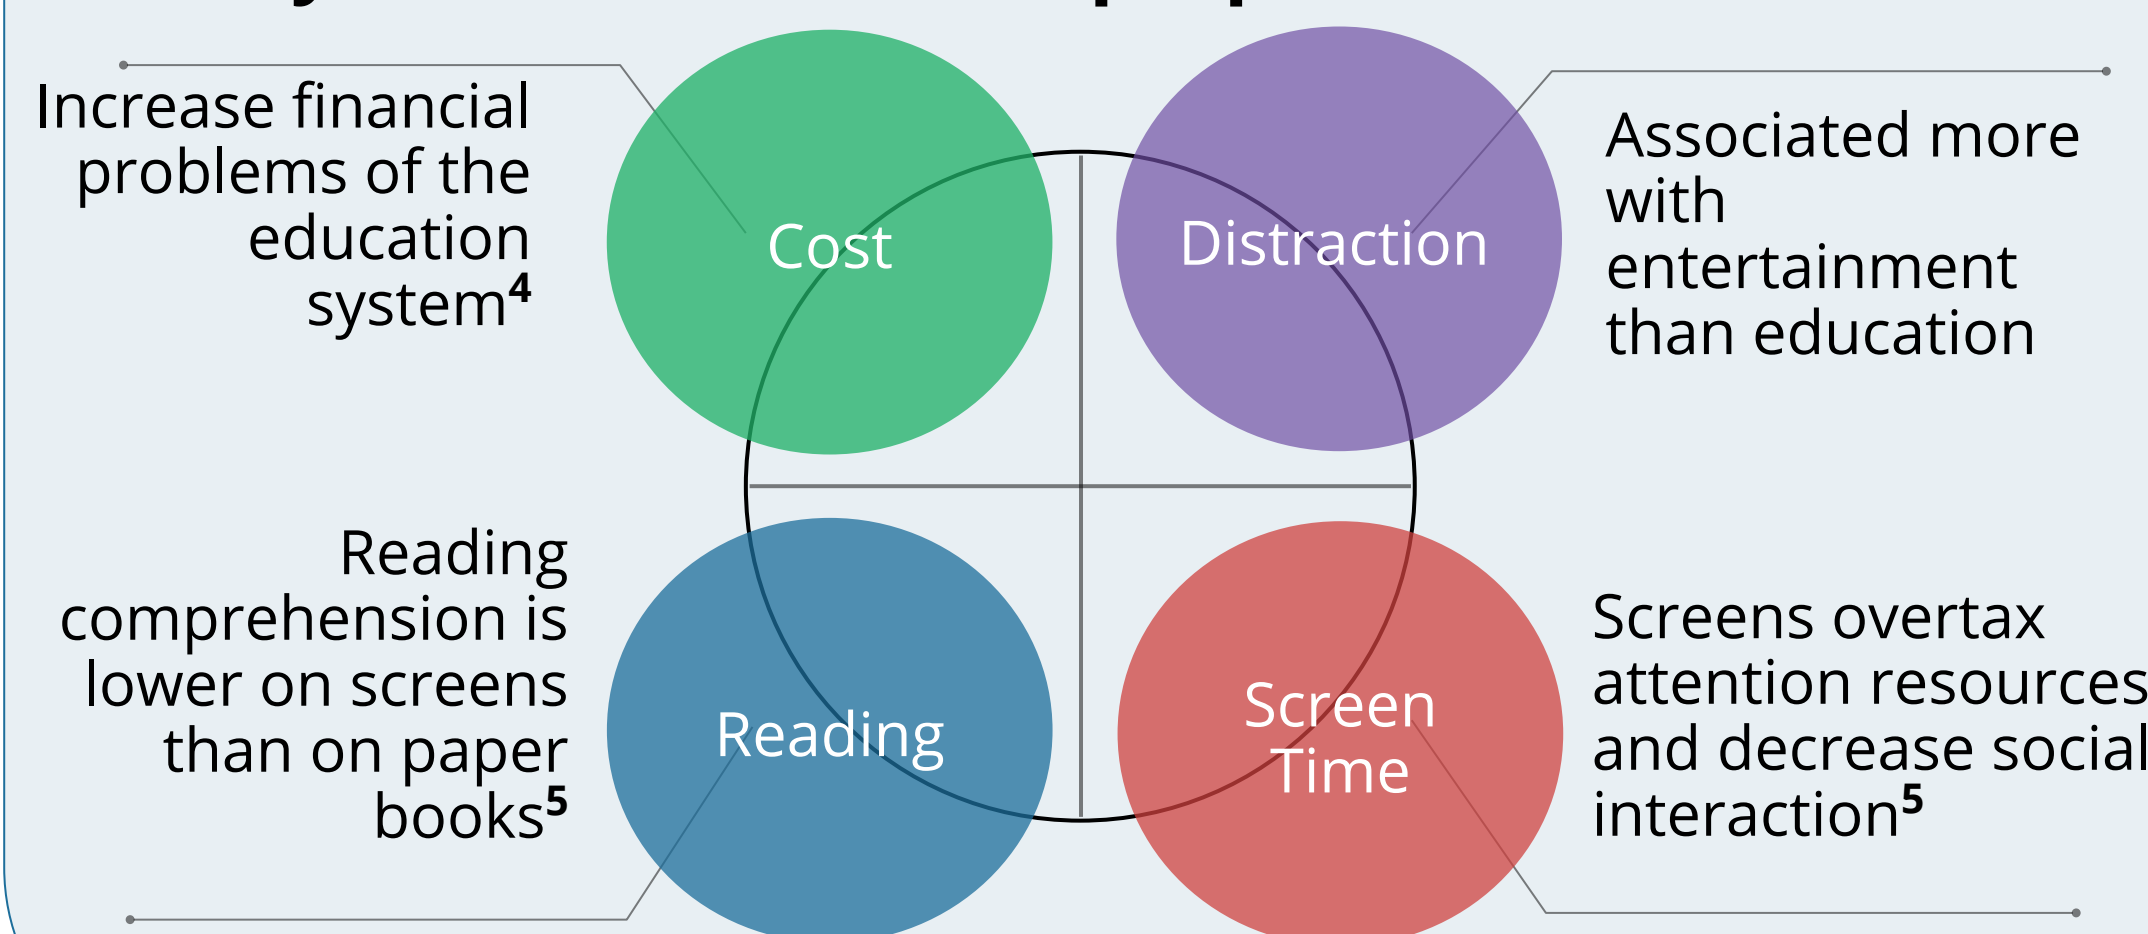 Increase financial
problems of the
education
system⁴
Cost
Distraction
Associated more
with
entertainment
than education
Reading
comprehension is
lower on screens
than on paper
books⁵
Reading
Screen
Time
Screens overtax
attention resources
and decrease social
interaction⁵